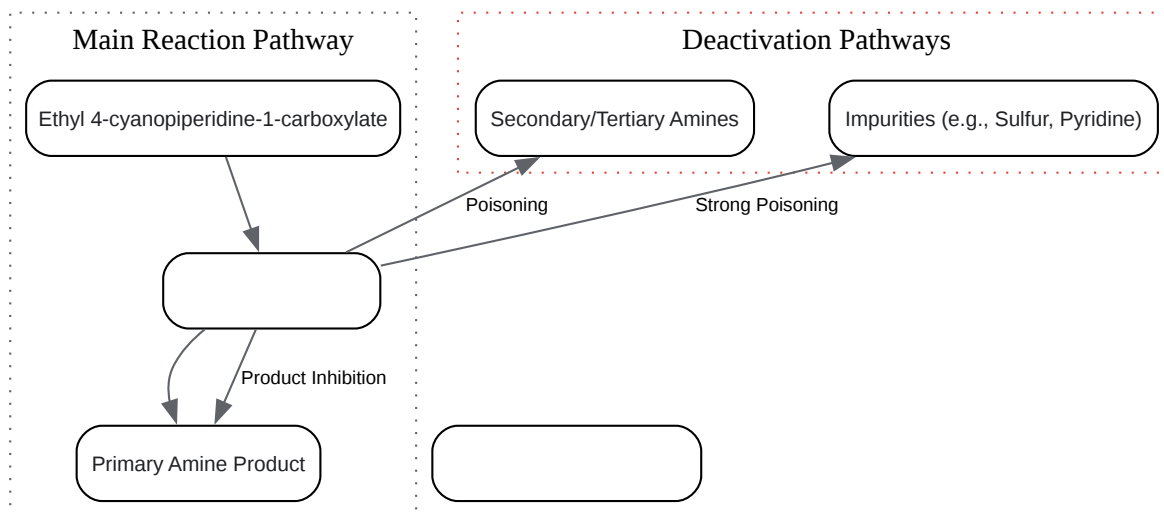 Main Reaction Pathway
Deactivation Pathways
Ethyl 4-cyanopiperidine-1-carboxylate
Secondary/Tertiary Amines
Impurities (e.g., Sulfur, Pyridine)
Poisoning
Strong Poisoning
Product Inhibition
Primary Amine Product